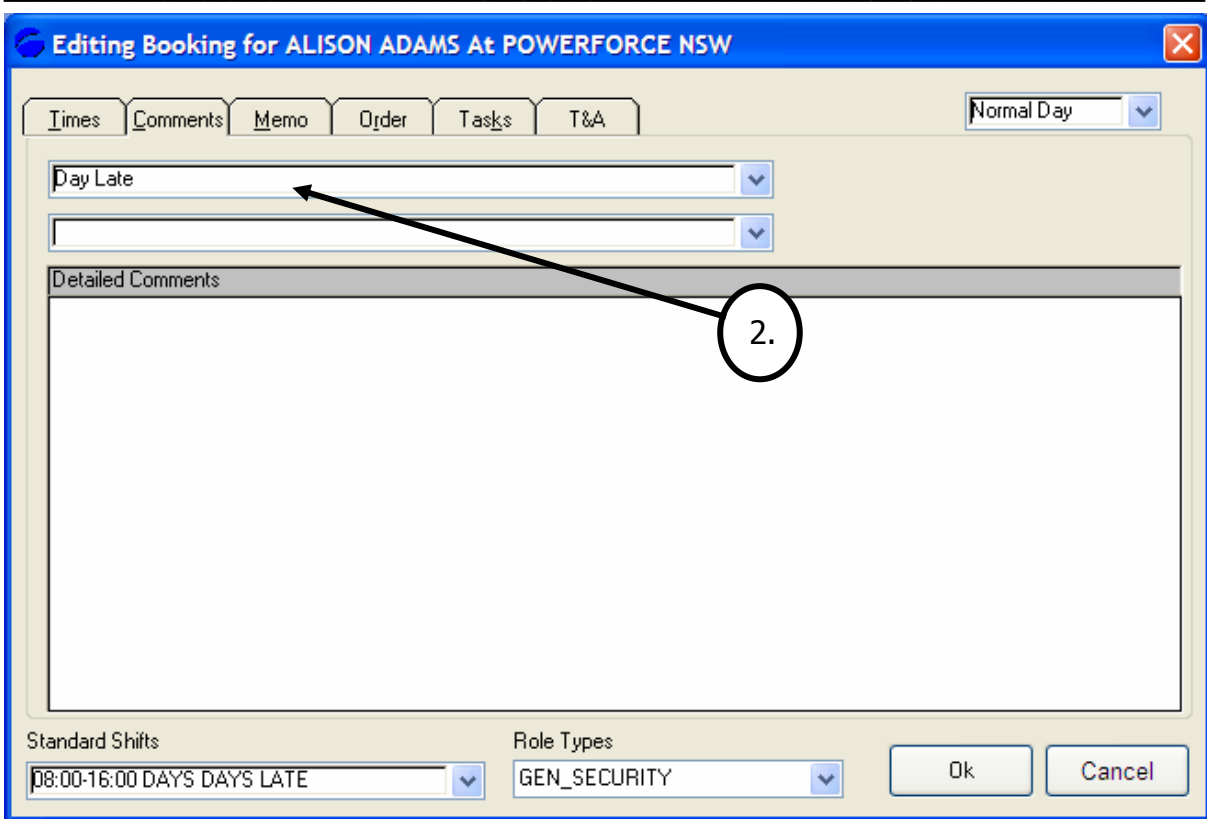 Editing Booking for ALISON ADAMS At POWERFORCE NSW
Times Comments Memo Order Tasks T&A Normal Day
Day Late
Detailed Comments
2.
Standard Shifts Role Types
08:00-16:00 DAYS DAYS LATE GEN_SECURITY Ok Cancel